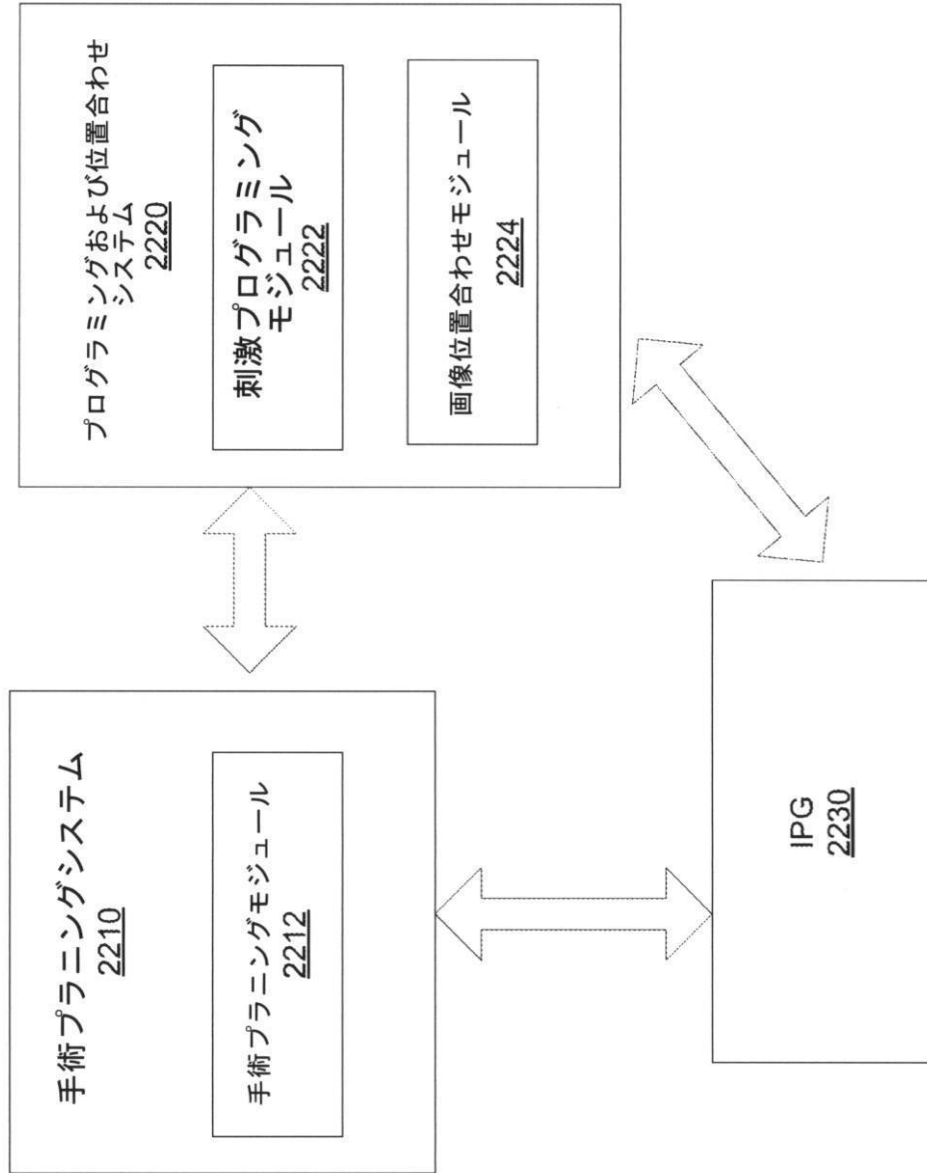 手術プラニングシステム
2210
手術プラニングモジュール
2212
プログラミングおよび位置合わせ
システム
2220
刺激プログラミング
モジュール
2222
画像位置合わせモジュール
2224
IPG
2230